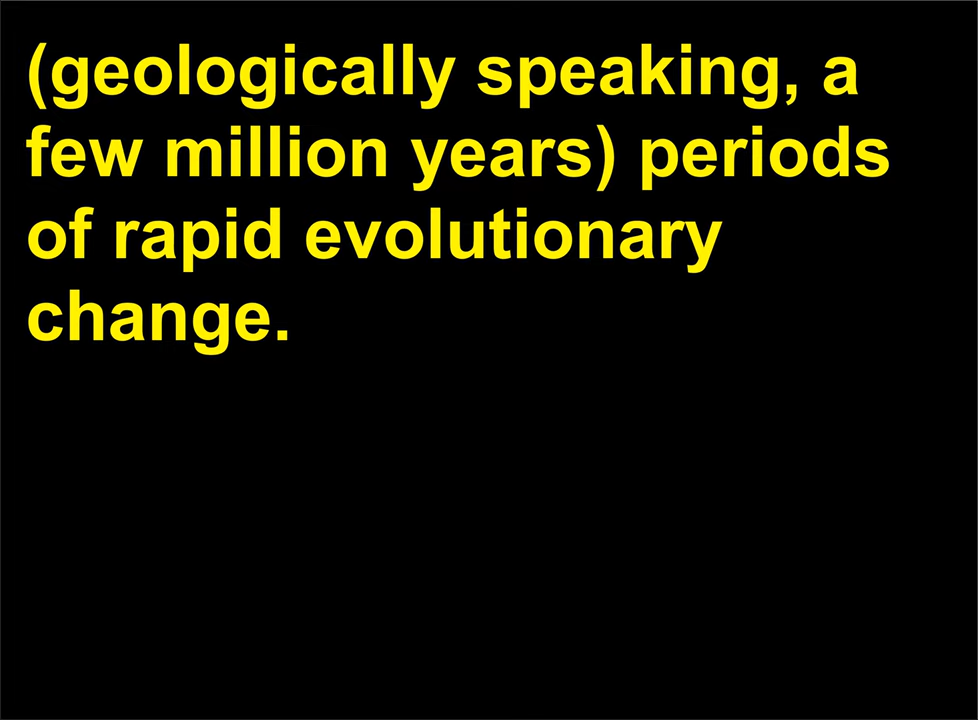 (geologically speaking, a
few million years) periods
of rapid evolutionary
change.